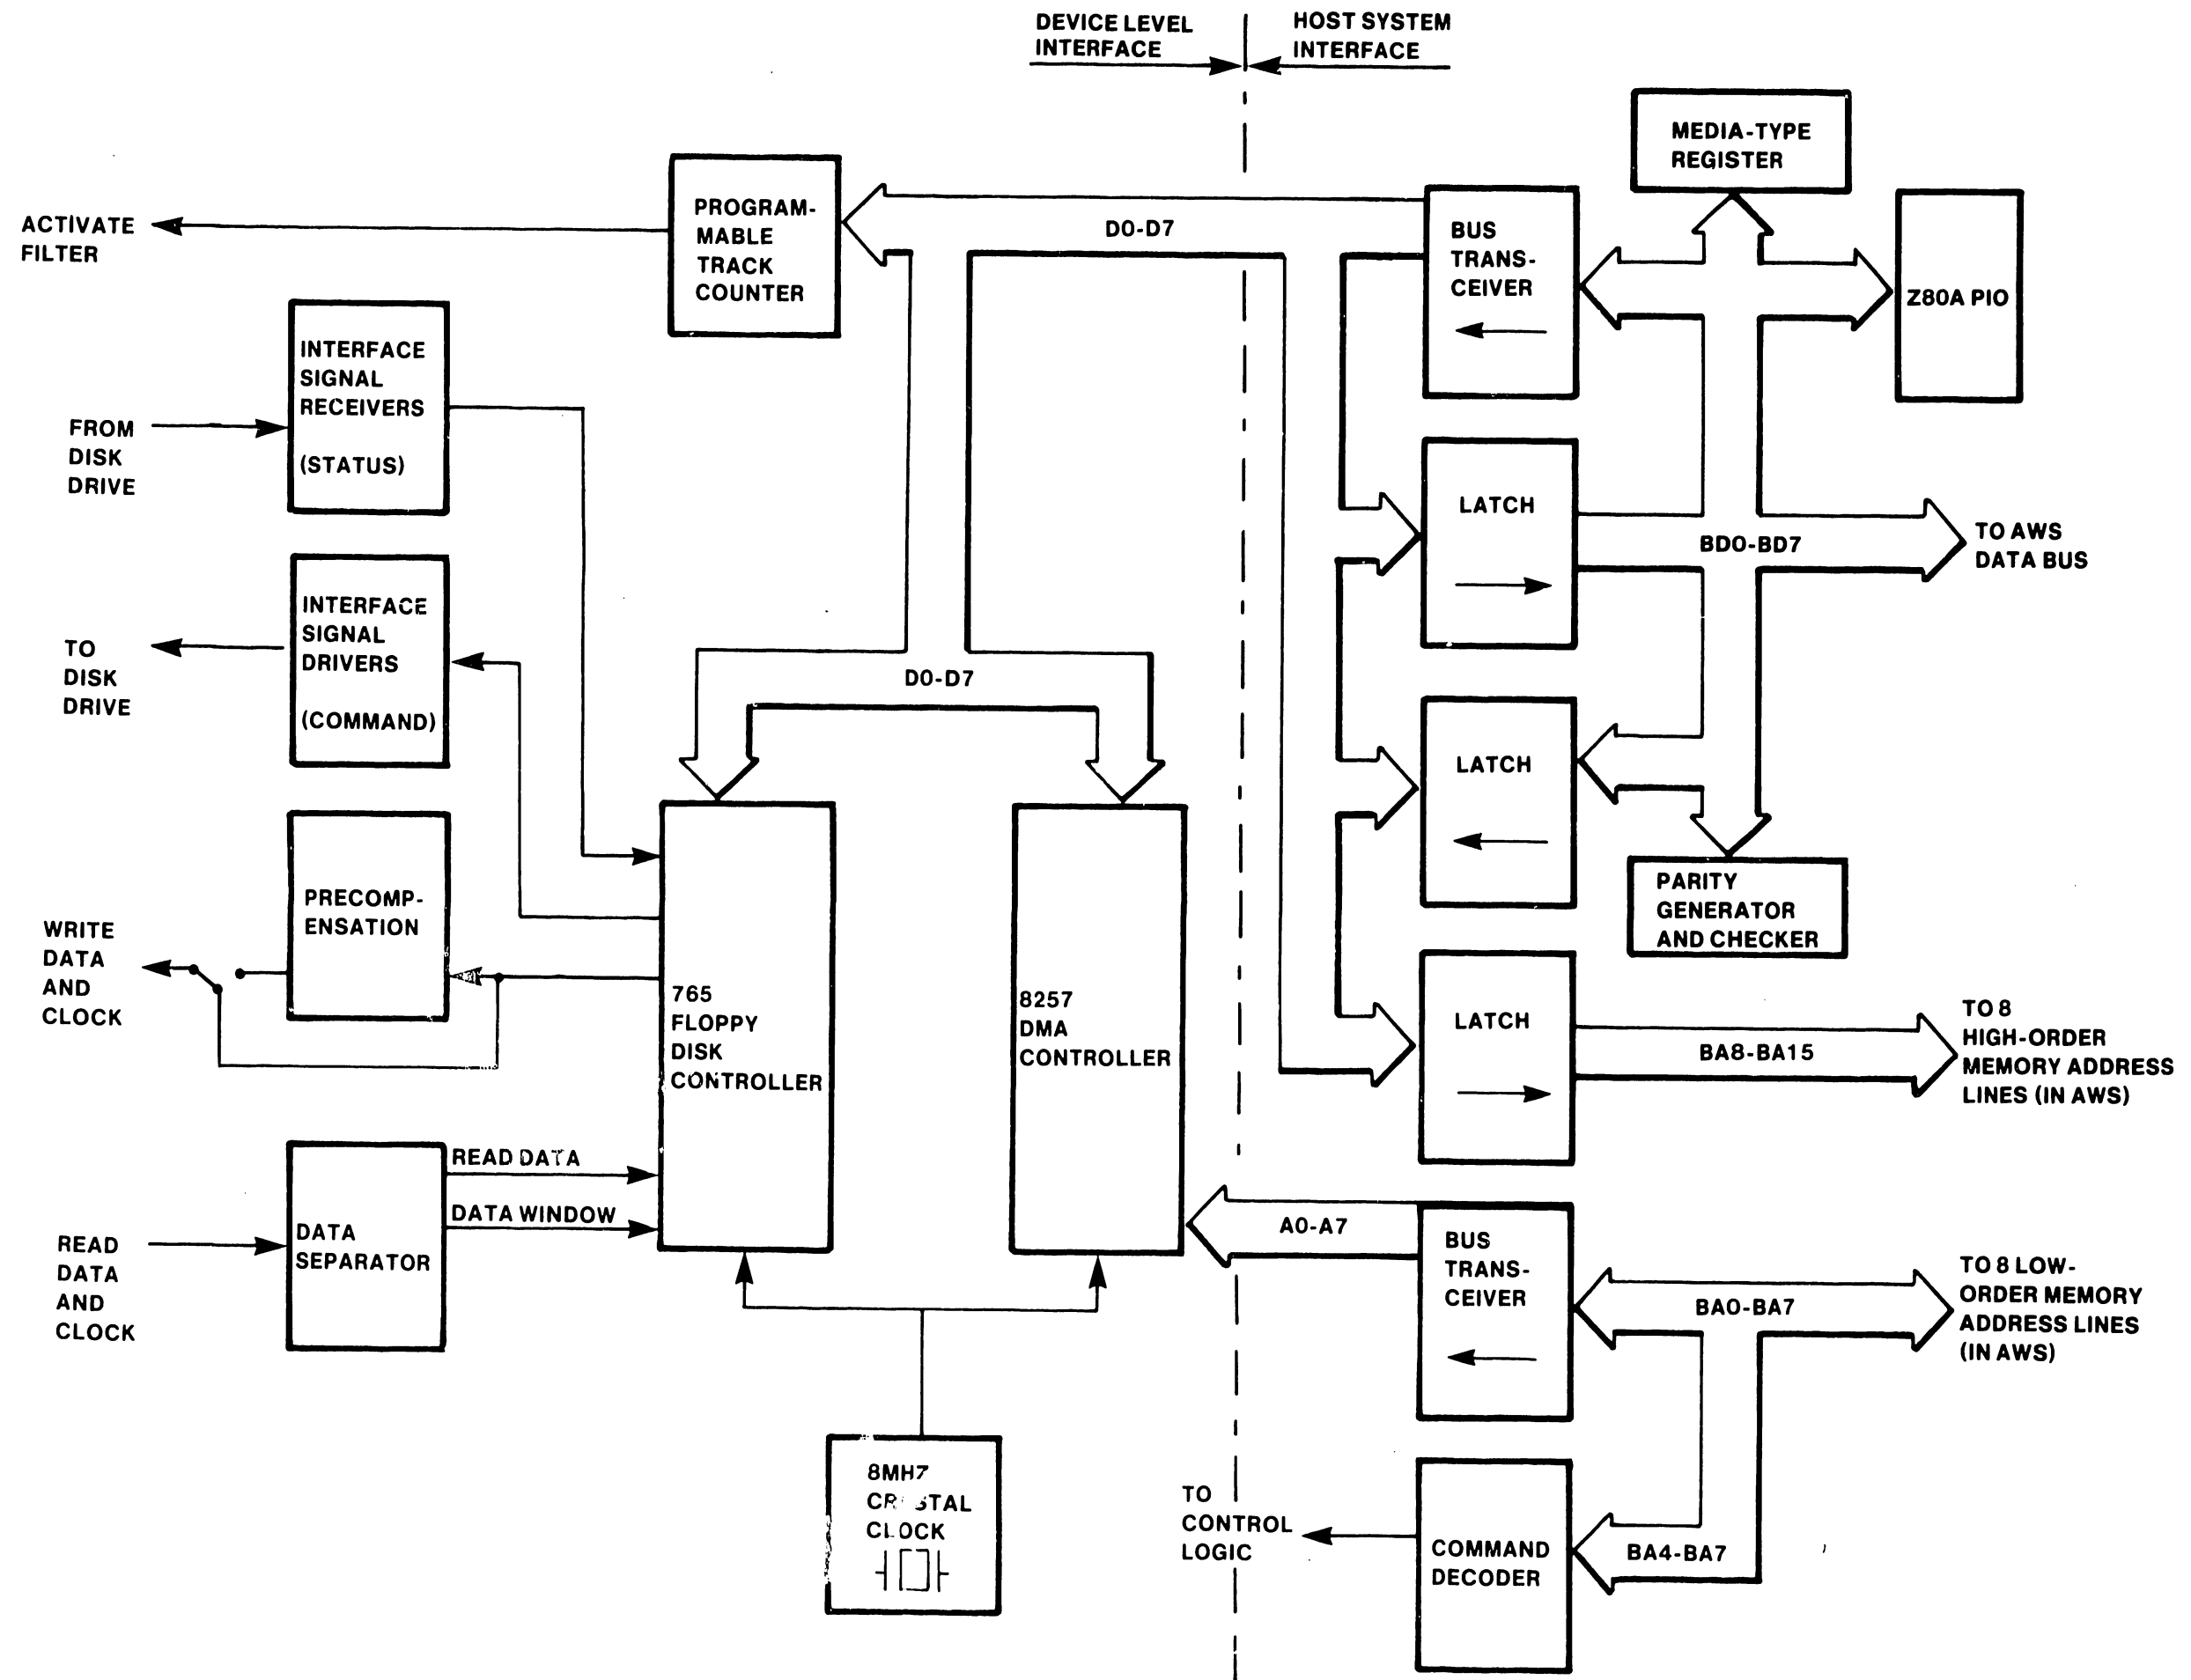 DEVICE LEVEL
INTERFACE
HOST SYSTEM
INTERFACE
MEDIA-TYPE
REGISTER
PROGRAM-
MABLE
TRACK
COUNTER
ACTIVATE
FILTER
D0-D7
BUS
TRANS-
CEIVER
Z80A PIO
INTERFACE
SIGNAL
RECEIVERS
(STATUS)
FROM
DISK
DRIVE
LATCH
BD0-BD7
TO AWS
DATA BUS
INTERFACE
SIGNAL
DRIVERS
(COMMAND)
TO
DISK
DRIVE
D0-D7
LATCH
PARITY
GENERATOR
AND CHECKER
PRECOMP-
ENSATION
WRITE
DATA
AND
CLOCK
765
FLOPPY
DISK
CONTROLLER
8257
DMA
CONTROLLER
LATCH
BA8-BA15
TO 8
HIGH-ORDER
MEMORY ADDRESS
LINES (IN AWS)
READ DATA
DATA WINDOW
DATA
SEPARATOR
READ
DATA
AND
CLOCK
A0-A7
BUS
TRANS-
CEIVER
BA0-BA7
TO 8 LOW-
ORDER MEMORY
ADDRESS LINES
(IN AWS)
8MHZ
CRYSTAL
CLOCK
TO
CONTROL
LOGIC
COMMAND
DECODER
BA4-BA7